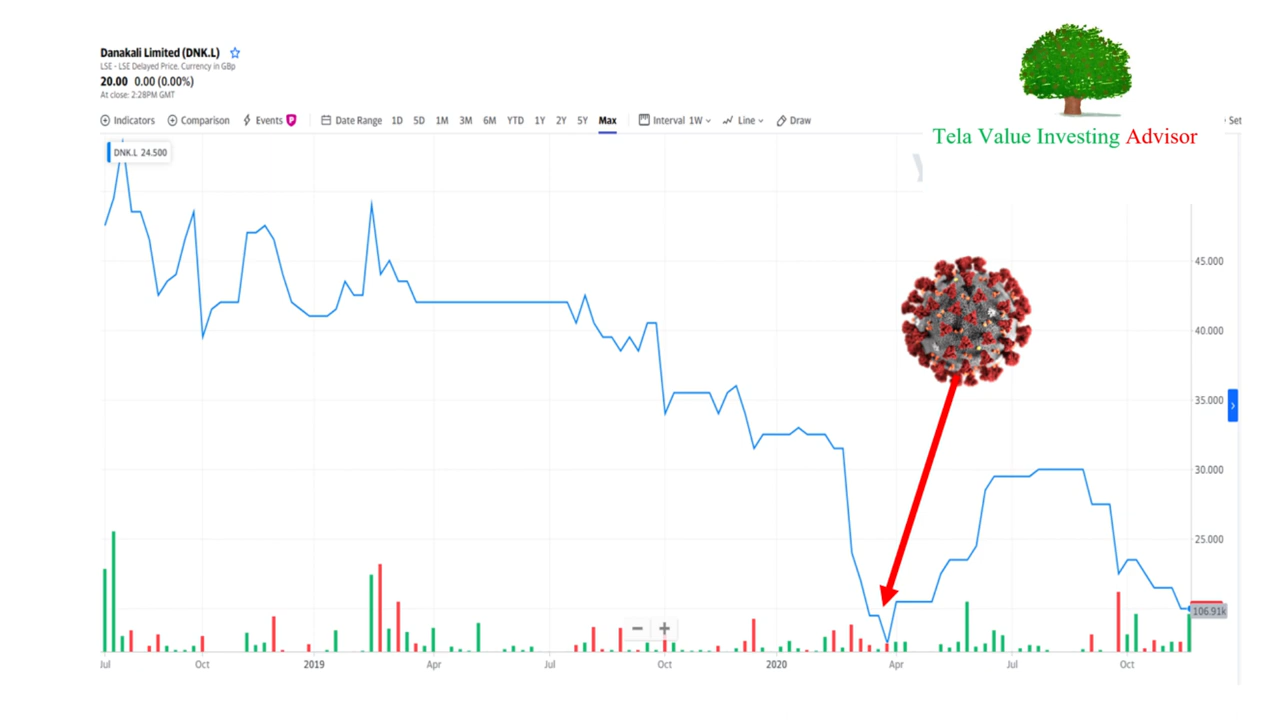 Danakali Limited (DNK.L)
LSE - LSE Delayed Price. Currency in GBp
20.00 0.00 (0.00%)
At close: 2:28PM GMT
Tela Value Investing Advisor
Indicators Comparison Events P Date Range 1D 5D 1M 3M 6M YTD 1Y 2Y 5Y Max Interval 1W Line Draw Set
DNK.L 24.500
45.000
40.000
35.000
30.000
25.000
106.91k
Jul Oct 2019 Apr Jul Oct 2020 Apr Jul Oct